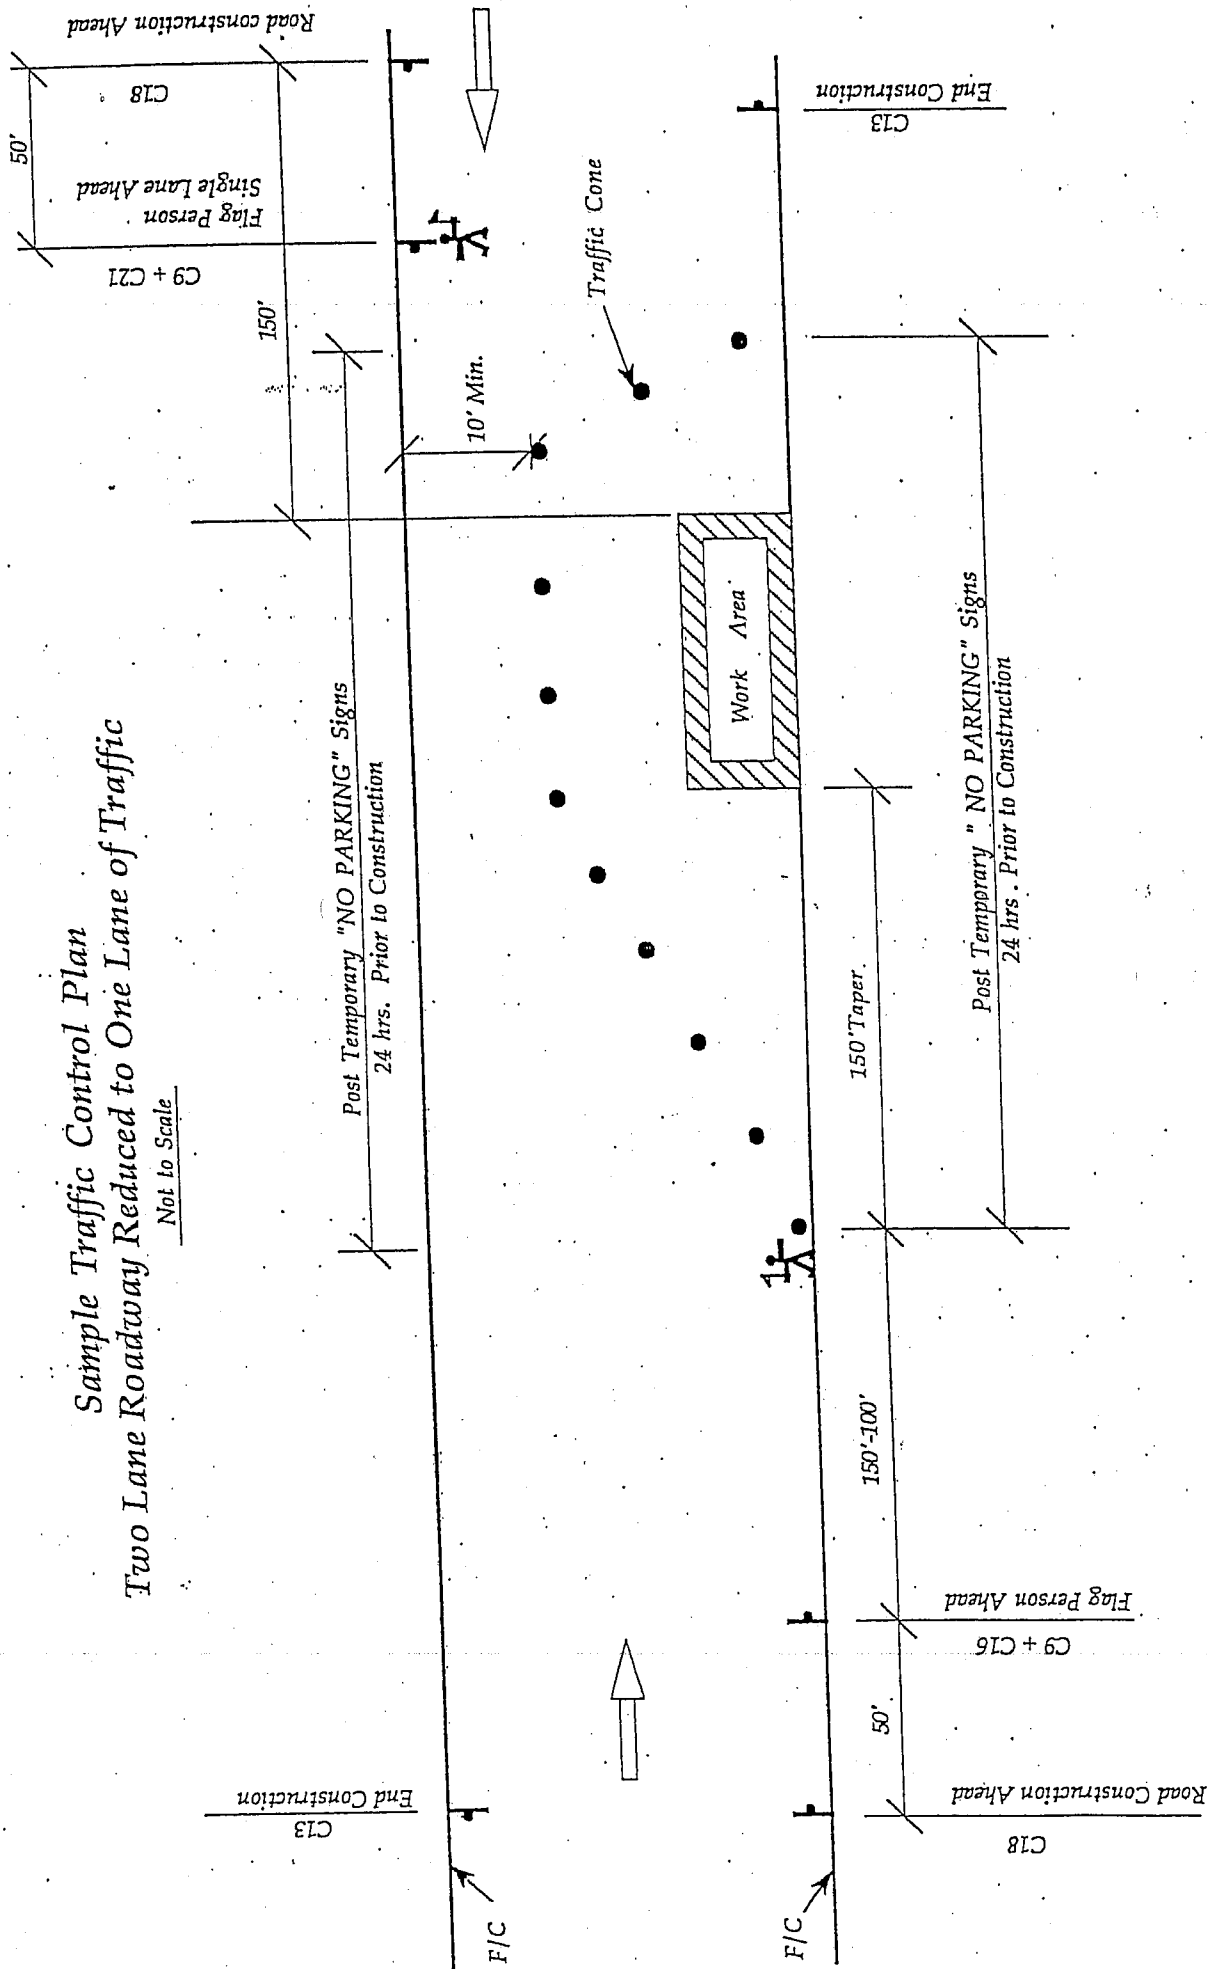 Sample Traffic Control Plan
Two Lane Roadway Reduced to One Lane of Traffic
Not to Scale
C13
End Construction
Post Temporary "NO PARKING" Signs
24 hrs. Prior to Construction
150'
50'
C9 + C21
Flag Person
Single Lane Ahead
C18
Road construction Ahead
F/C
10' Min.
Traffic Cone
Work Area
F/C
C18
Road Construction Ahead
50'
C9 + C16
Flag Person Ahead
150'-100'
150' Taper
Post Temporary " NO PARKING" Signs
24 hrs . Prior to Construction
C13
End Construction